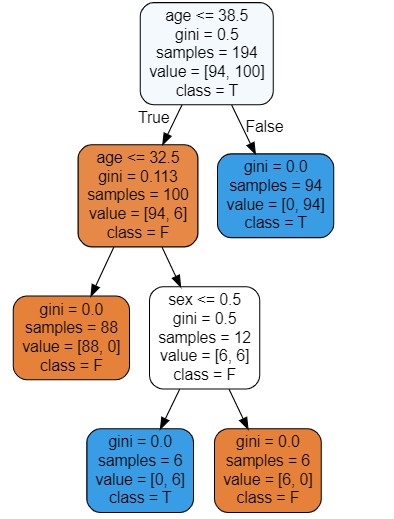 age <= 38.5
gini = 0.5
samples = 194
value = [94, 100]
class = T
True
False
age <= 32.5
gini = 0.113
samples = 100
value = [94, 6]
class = F
gini = 0.0
samples = 94
value = [0, 94]
class = T
gini = 0.0
samples = 88
value = [88, 0]
class = F
sex <= 0.5
gini = 0.5
samples = 12
value = [6, 6]
class = F
gini = 0.0
samples = 6
value = [0, 6]
class = T
gini = 0.0
samples = 6
value = [6, 0]
class = F